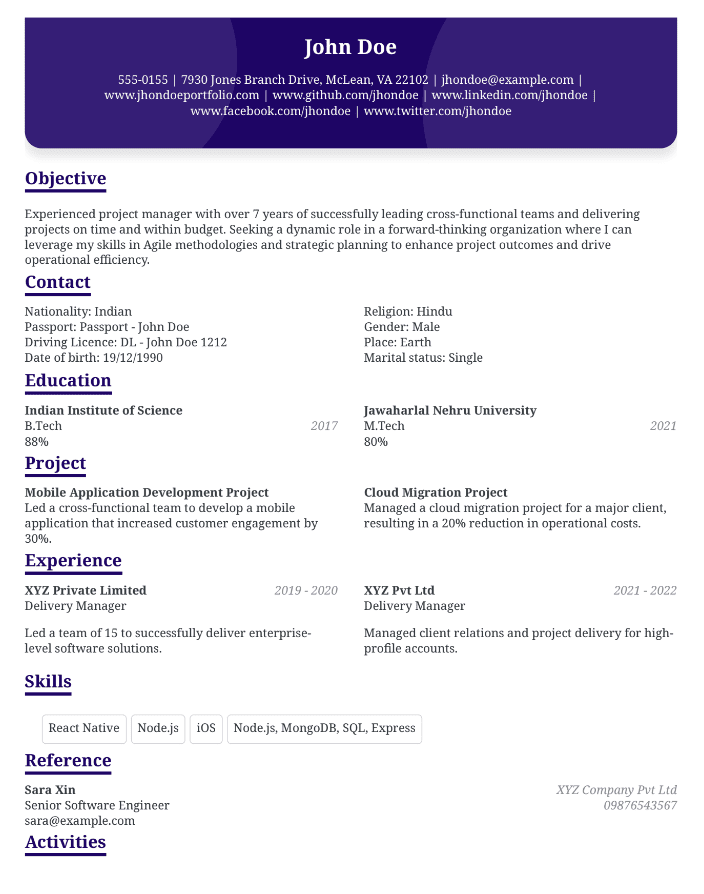 John Doe
555-0155 | 7930 Jones Branch Drive, McLean, VA 22102 | jhondoe@example.com |
www.jhondoeportfolio.com | www.github.com/jhondoe | www.linkedin.com/jhondoe |
www.facebook.com/jhondoe | www.twitter.com/jhondoe
Objective
Experienced project manager with over 7 years of successfully leading cross-functional teams and delivering
projects on time and within budget. Seeking a dynamic role in a forward-thinking organization where I can
leverage my skills in Agile methodologies and strategic planning to enhance project outcomes and drive
operational efficiency.
Contact
Nationality: Indian
Passport: Passport - John Doe
Driving Licence: DL - John Doe 1212
Date of birth: 19/12/1990
Religion: Hindu
Gender: Male
Place: Earth
Marital status: Single
Education
Indian Institute of Science
B.Tech 2017
88%
Jawaharlal Nehru University
M.Tech 2021
80%
Project
Mobile Application Development Project
Led a cross-functional team to develop a mobile
application that increased customer engagement by
30%.
Cloud Migration Project
Managed a cloud migration project for a major client,
resulting in a 20% reduction in operational costs.
Experience
XYZ Private Limited 2019 - 2020
Delivery Manager
Led a team of 15 to successfully deliver enterprise-
level software solutions.
XYZ Pvt Ltd 2021 - 2022
Delivery Manager
Managed client relations and project delivery for high-
profile accounts.
Skills
React Native Node.js iOS Node.js, MongoDB, SQL, Express
Reference
Sara Xin XYZ Company Pvt Ltd
Senior Software Engineer 09876543567
sara@example.com
Activities